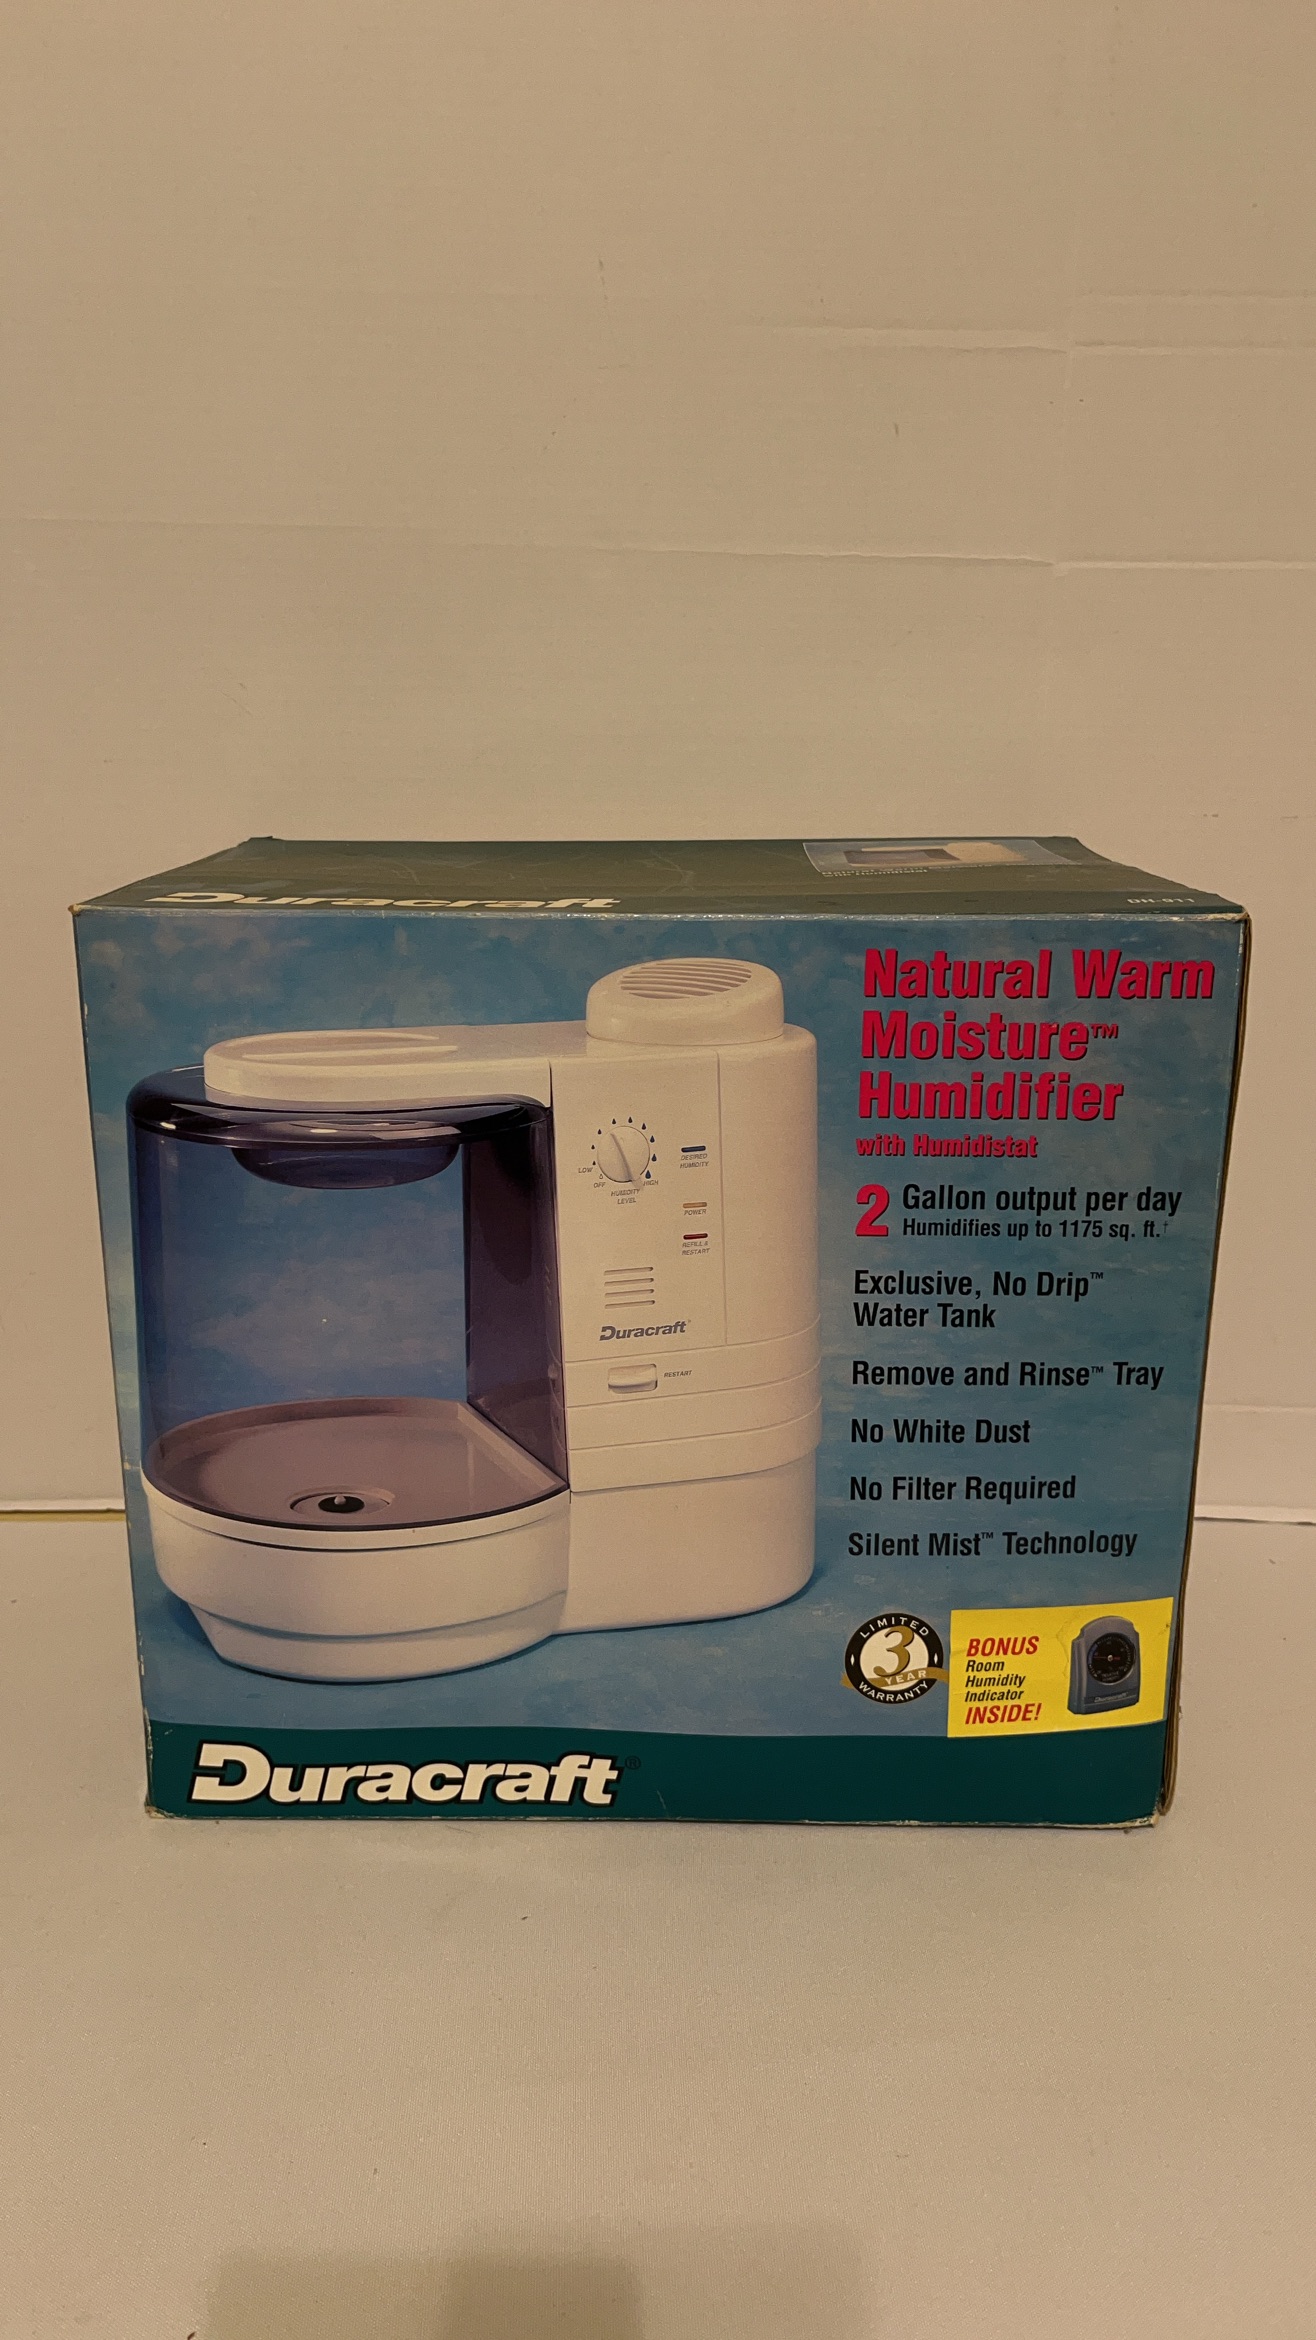 Duracraft
DH-911
Natural Warm
Moisture™
Humidifier
with Humidistat
2 Gallon output per day
Humidifies up to 1175 sq. ft.†
Exclusive, No Drip™
Water Tank
Remove and Rinse™ Tray
No White Dust
No Filter Required
Silent Mist™ Technology
LOW
OFF
HIGH
HUMIDITY
LEVEL
DESIRED
HUMIDITY
POWER
REFILL &
RESTART
Duracraft®
RESTART
LIMITED
3
YEAR
WARRANTY
BONUS
Room
Humidity
Indicator
INSIDE!
Duracraft
Duracraft®